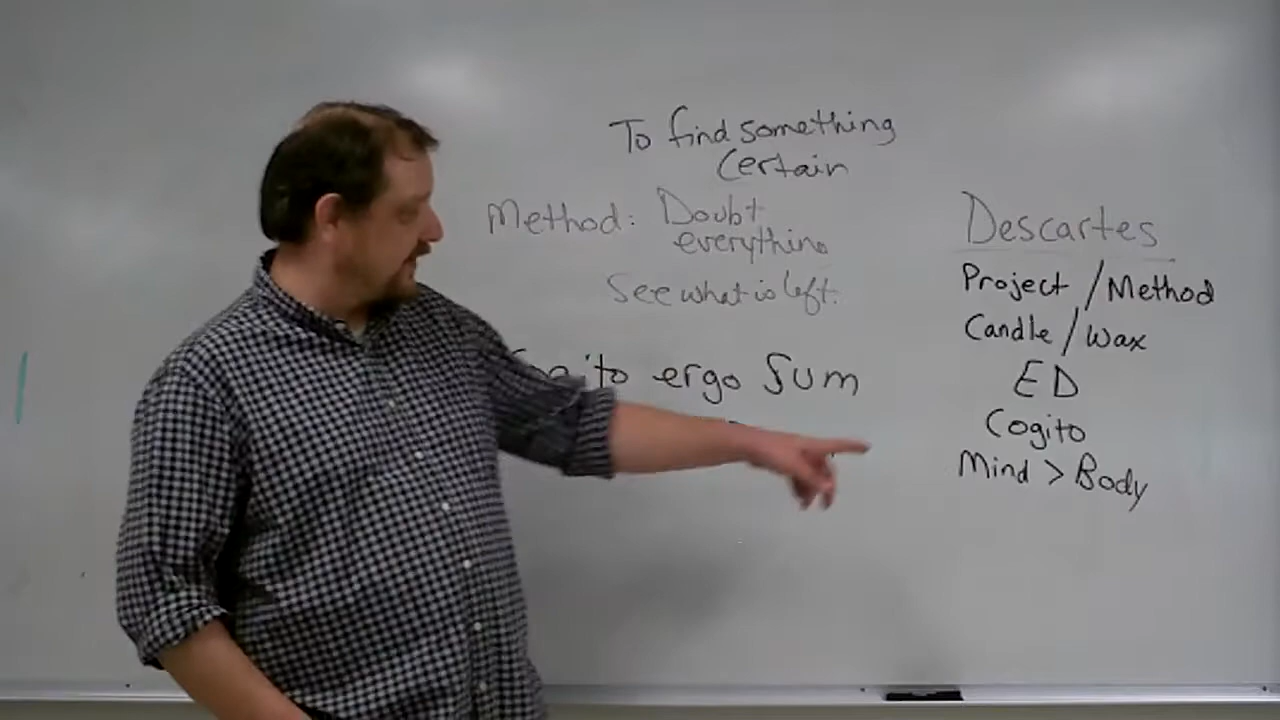 To find something
Certain
Method: Doubt
everything
See what is left.
ergo Sum
Descartes
Project / Method
Candle / Wax
ED
Cogito
Mind > Body